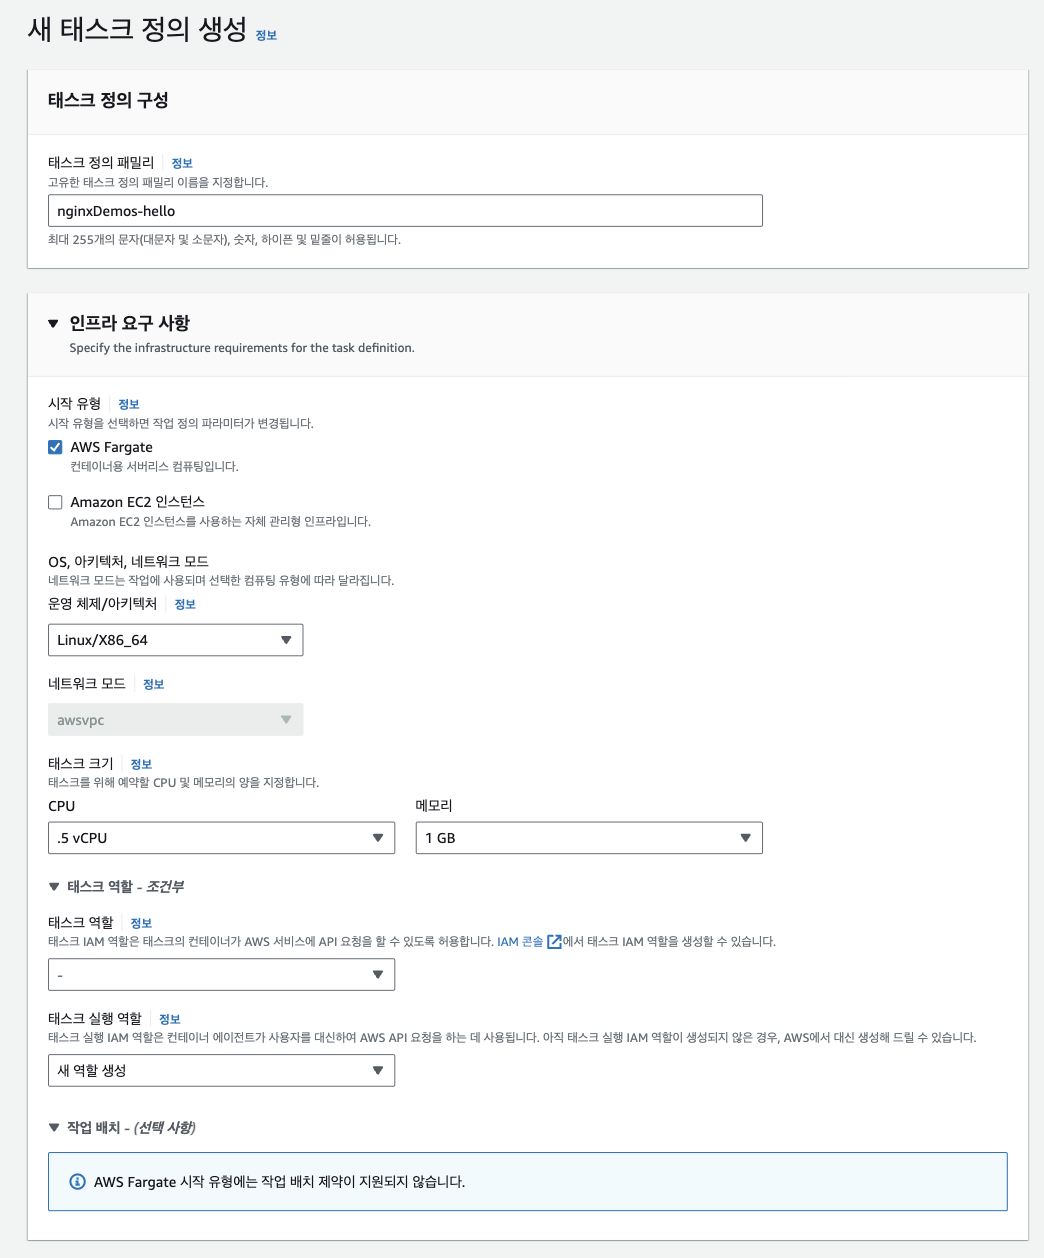 새 태스크 정의 생성 정보
태스크 정의 구성
태스크 정의 패밀리 정보
고유한 태스크 정의 패밀리 이름을 지정합니다.
nginxDemos-hello
최대 255개의 문자(대문자 및 소문자), 숫자, 하이픈 및 밑줄이 허용됩니다.
인프라 요구 사항
Specify the infrastructure requirements for the task definition.
시작 유형 정보
시작 유형을 선택하면 작업 정의 파라미터가 변경됩니다.
AWS Fargate
컨테이너용 서버리스 컴퓨팅입니다.
Amazon EC2 인스턴스
Amazon EC2 인스턴스를 사용하는 자체 관리형 인프라입니다.
OS, 아키텍처, 네트워크 모드
네트워크 모드는 작업에 사용되며 선택한 컴퓨팅 유형에 따라 달라집니다.
운영 체제/아키텍처 정보
Linux/X86_64
네트워크 모드 정보
awsvpc
태스크 크기 정보
태스크를 위해 예약할 CPU 및 메모리의 양을 지정합니다.
CPU 메모리
.5 vCPU 1 GB
태스크 역할 - 조건부
태스크 역할 정보
태스크 IAM 역할은 태스크의 컨테이너가 AWS 서비스에 API 요청을 할 수 있도록 허용합니다. IAM 콘솔에서 태스크 IAM 역할을 생성할 수 있습니다.
-
태스크 실행 역할 정보
태스크 실행 IAM 역할은 컨테이너 에이전트가 사용자를 대신하여 AWS API 요청을 하는 데 사용됩니다. 아직 태스크 실행 IAM 역할이 생성되지 않은 경우, AWS에서 대신 생성해 드릴 수 있습니다.
새 역할 생성
작업 배치 - (선택 사항)
AWS Fargate 시작 유형에는 작업 배치 제약이 지원되지 않습니다.